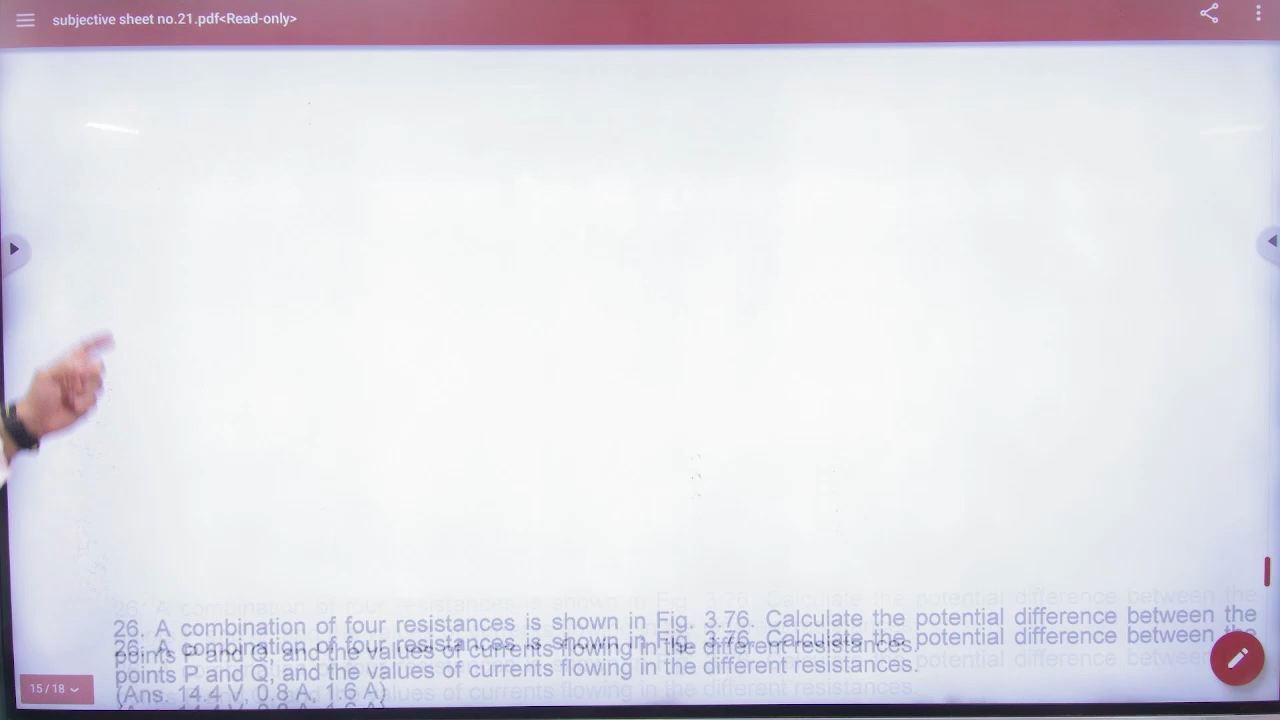 subjective sheet no.21.pdf<Read-only>
26. A combination of four resistances is shown in Fig. 3.76. Calculate the potential difference between the
points P and Q, and the values of currents flowing in the different resistances.
(Ans. 14.4 V, 0.8 A, 1.6 A)
15 / 18